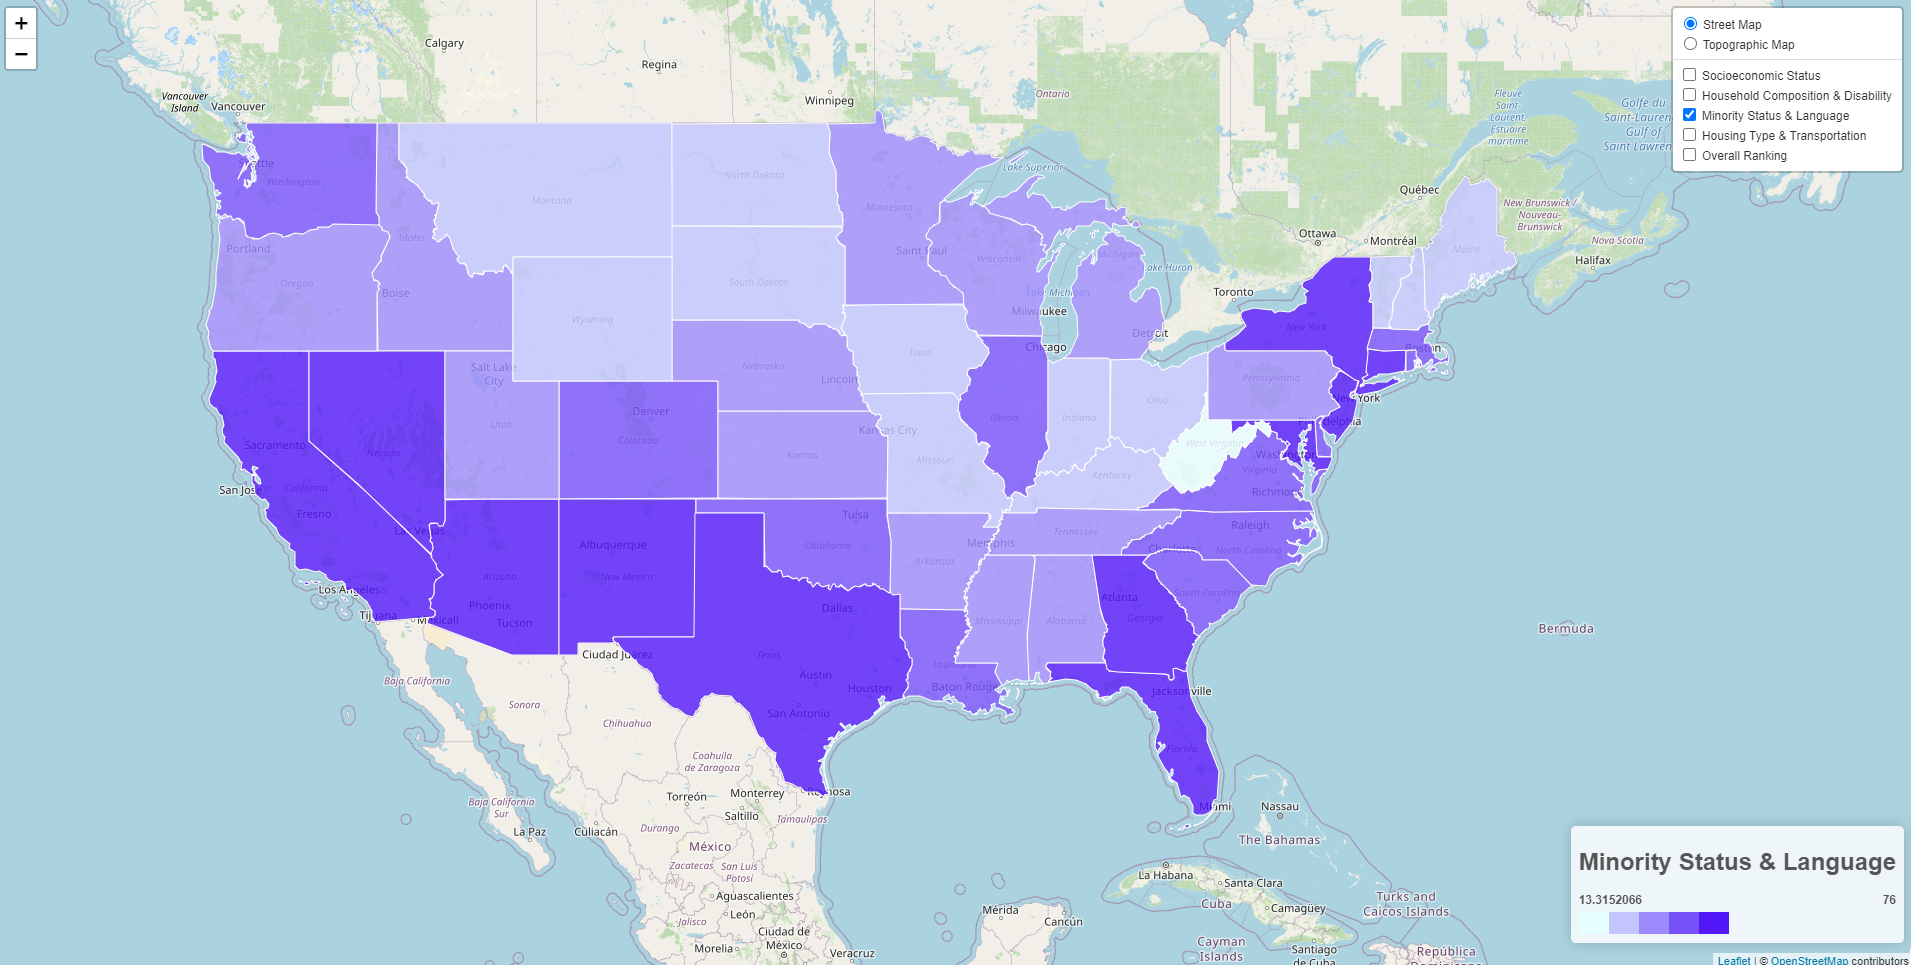 +
−
Street Map
Topographic Map
Socioeconomic Status
Household Composition & Disability
Minority Status & Language
Housing Type & Transportation
Overall Ranking
Calgary
Regina
Winnipeg
Vancouver
Island
Vancouver
Ontario
Fleuve
Saint-
Laurent,
Estuaire
maritime
Golfe du
Saint-Lauren
Gulf of
Saint Lawren
Lake Superior
Québec
New Brunswick /
Nouveau-
Brunswick
Nova Scotia
Halifax
Ottawa
Montréal
Toronto
Lake Huron
Lake Michigan
Seattle
Washington
Montana
North Dakota
Minnesota
Saint Paul
Wisconsin
Michigan
Maine
Portland
Oregon
Idaho
Boise
Wyoming
South Dakota
Milwaukee
Detroit
Chicago
New York
Boston
Iowa
Nebraska
Lincoln
Salt Lake
City
Utah
Denver
Colorado
Kansas
Kansas City
Missouri
Illinois
Indiana
Ohio
Pennsylvania
New York
Philadelphia
West Virginia
Washington
Virginia
Richmond
Kentucky
Sacramento
Nevada
San Jose
California
Fresno
Las Vegas
Tulsa
Oklahoma
Arkansas
Memphis
Tennessee
Charlotte
Raleigh
North Carolina
South Carolina
Albuquerque
New Mexico
Arizona
Phoenix
Tucson
Los Angeles
Tijuana
Mexicali
Dallas
Texas
Austin
Houston
San Antonio
Mississippi
Alabama
Atlanta
Georgia
Louisiana
Baton Rouge
Jacksonville
Florida
Miami
Bermuda
Ciudad Juárez
Baja California
Sonora
Chihuahua
Coahuila
de Zaragoza
Reynosa
Torreón
Monterrey
Saltillo
Tamaulipas
Baja California
Sur
La Paz
Culiacán
Durango
México
Zacatecas
San Luis
Potosí
Aguascalientes
León
Jalisco
Ciudad de
México
Morelia
Veracruz
Mérida
Cancún
Nassau
The Bahamas
La Habana
Santa Clara
Cuba
Camagüey
Turks and
Caicos Islands
Cayman
Islands
Santiago
de Cuba
República
Dominicana
Minority Status & Language
13.3152066
76
Leaflet | © OpenStreetMap contributors